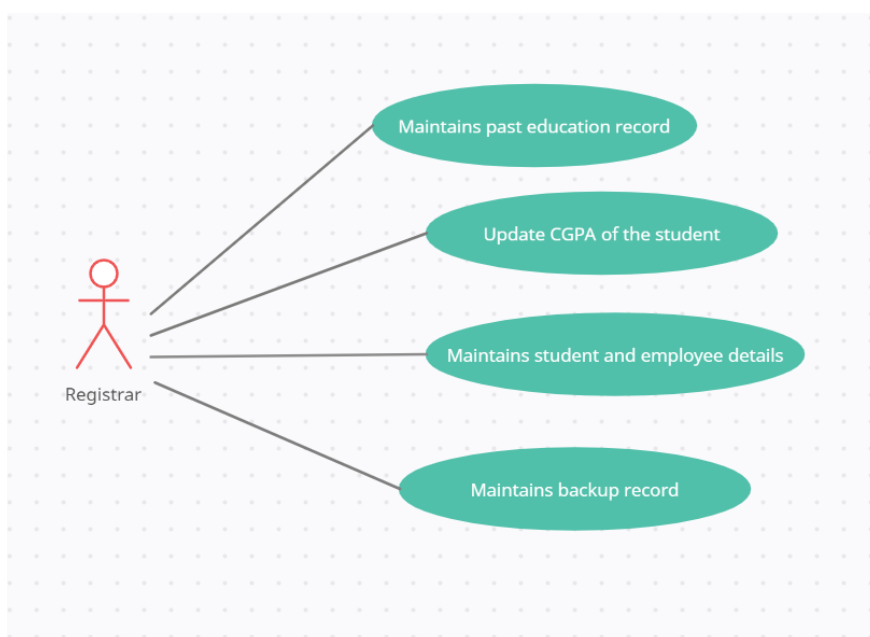 Maintains past education record
Update CGPA of the student
Maintains student and employee details
Registrar
Maintains backup record